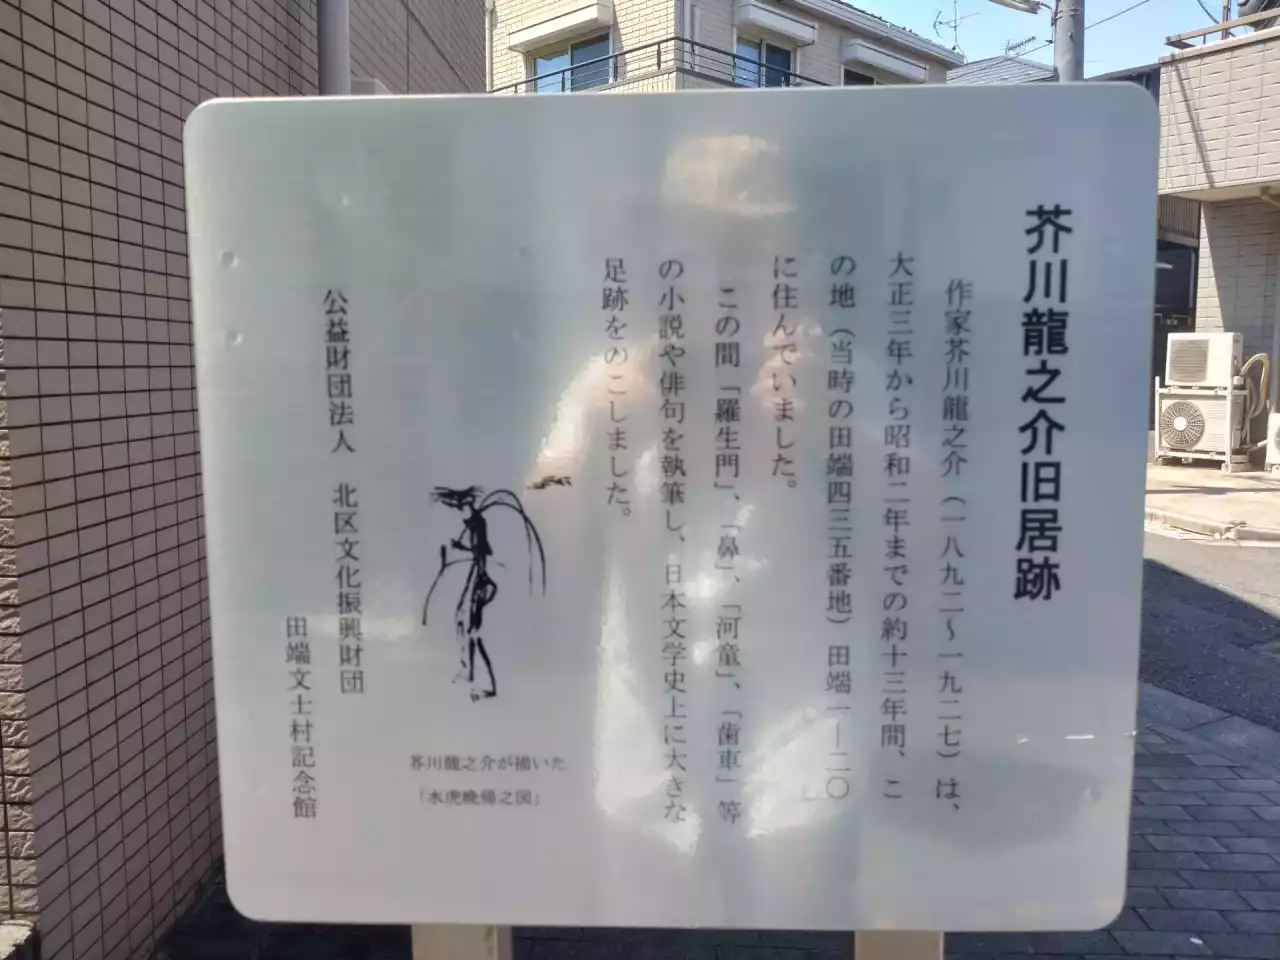 芥川龍之介旧居跡
作家芥川龍之介（一八九二～一九二七）は、
大正三年から昭和二年までの約十三年間、こ
の地（当時の田端四三五番地）田端一―二〇
に住んでいました。
この間「羅生門」、「鼻」、「河童」、「歯車」等
の小説や俳句を執筆し、日本文学史上に大きな
足跡をのこしました。
芥川龍之介が描いた
「水虎晩帰之図」
公益財団法人 北区文化振興財団
田端文士村記念館